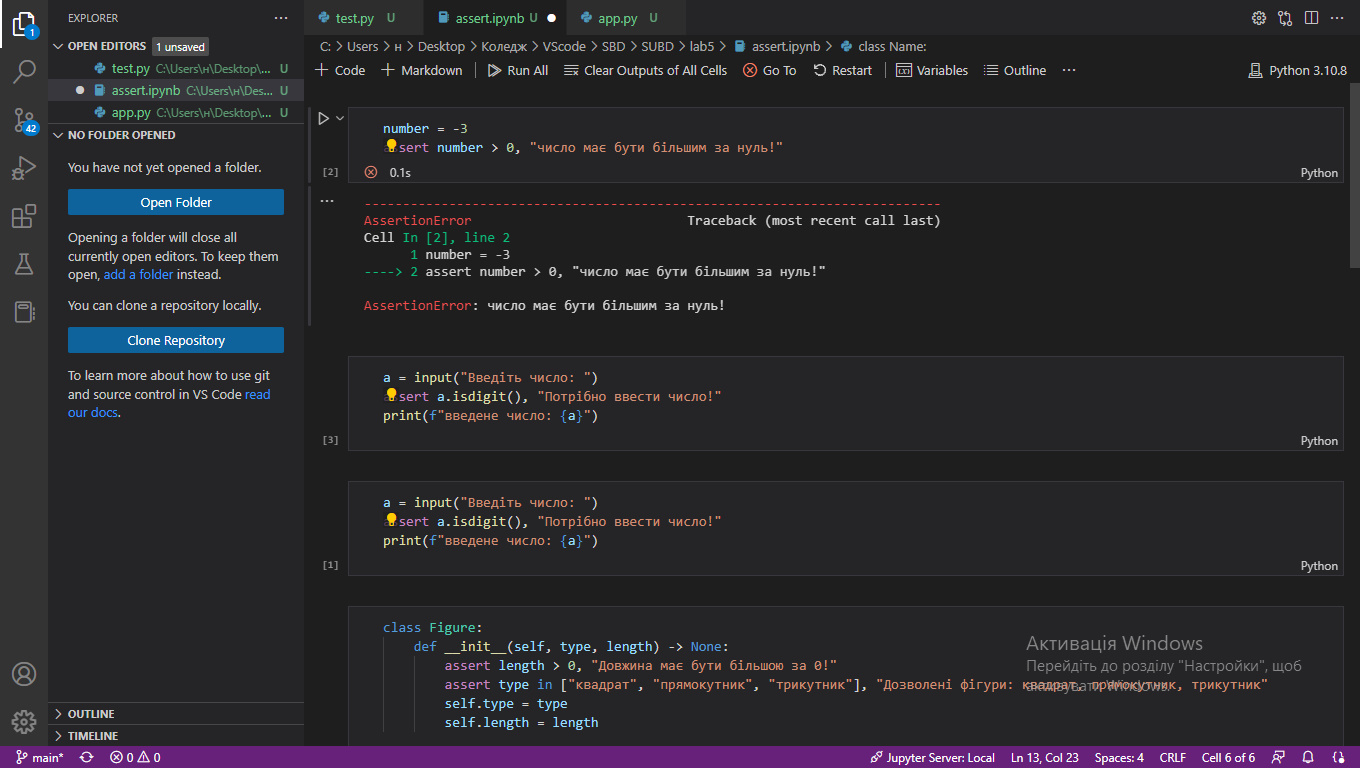 EXPLORER
OPEN EDITORS 1 unsaved
test.py C:\Users\н\Desktop\... U
assert.ipynb C:\Users\н\Des... U
app.py C:\Users\н\Desktop\... U
NO FOLDER OPENED
You have not yet opened a folder.
Open Folder
Opening a folder will close all
currently open editors. To keep them
open, add a folder instead.
You can clone a repository locally.
Clone Repository
To learn more about how to use git
and source control in VS Code read
our docs.
OUTLINE
TIMELINE
1
42
test.py U
assert.ipynb U
app.py U
C: > Users > н > Desktop > Коледж > VScode > SBD > SUBD > lab5 > assert.ipynb > class Name:
+ Code + Markdown Run All Clear Outputs of All Cells Go To Restart Variables Outline ... Python 3.10.8
number = -3
sert number > 0, "число має бути більшим за нуль!"
[2] 0.1s Python
---------------------------------------------------------------------------
AssertionError Traceback (most recent call last)
Cell In [2], line 2
1 number = -3
----> 2 assert number > 0, "число має бути більшим за нуль!"
AssertionError: число має бути більшим за нуль!
a = input("Введіть число: ")
sert a.isdigit(), "Потрібно ввести число!"
print(f"введене число: {a}")
[3] Python
a = input("Введіть число: ")
sert a.isdigit(), "Потрібно ввести число!"
print(f"введене число: {a}")
[1] Python
class Figure:
def __init__(self, type, length) -> None:
assert length > 0, "Довжина має бути більшою за 0!"
assert type in ["квадрат", "прямокутник", "трикутник"], "Дозволені фігури: квадрат, прямокутник, трикутник"
self.type = type
self.length = length
Активація Windows
Перейдіть до розділу "Настройки", щоб
активувати Windows.
main* 0 0 Jupyter Server: Local Ln 13, Col 23 Spaces: 4 CRLF Cell 6 of 6